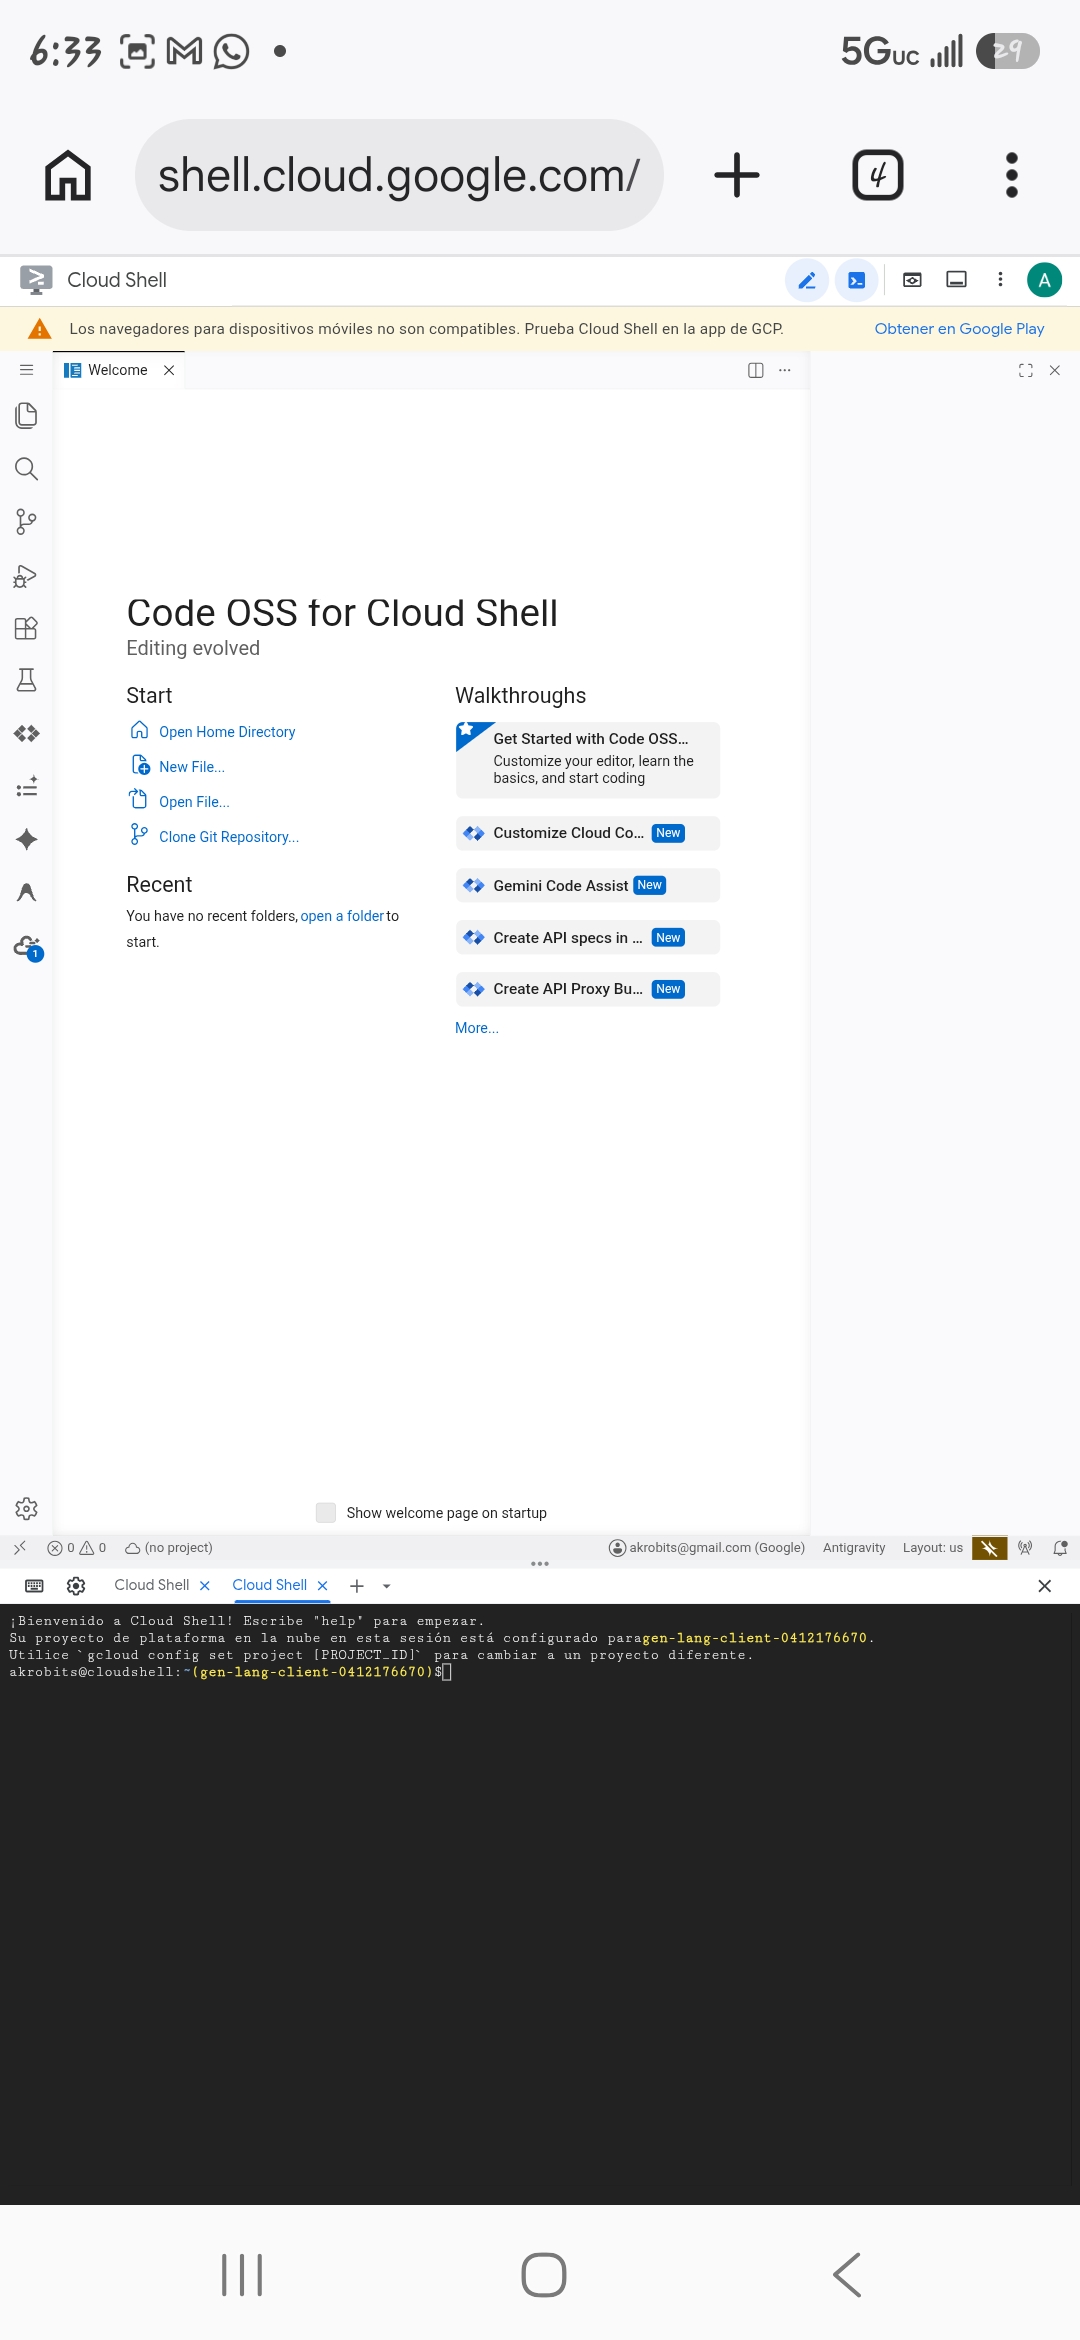 6:33
5G UC
29
shell.cloud.google.com/
4
Cloud Shell
A
Los navegadores para dispositivos móviles no son compatibles. Prueba Cloud Shell en la app de GCP.
Obtener en Google Play
Welcome
Code OSS for Cloud Shell
Editing evolved
Start
Open Home Directory
New File...
Open File...
Clone Git Repository...
Recent
You have no recent folders, open a folder to
start.
Walkthroughs
Get Started with Code OSS...
Customize your editor, learn the
basics, and start coding
Customize Cloud Co... New
Gemini Code Assist New
Create API specs in ... New
Create API Proxy Bu... New
More...
1
Show welcome page on startup
0 0 (no project)
akrobits@gmail.com (Google) Antigravity Layout: us
Cloud Shell Cloud Shell
¡Bienvenido a Cloud Shell! Escribe "help" para empezar.
Su proyecto de plataforma en la nube en esta sesión está configurado paragen-lang-client-0412176670.
Utilice `gcloud config set project [PROJECT_ID]` para cambiar a un proyecto diferente.
akrobits@cloudshell:~(gen-lang-client-0412176670)$